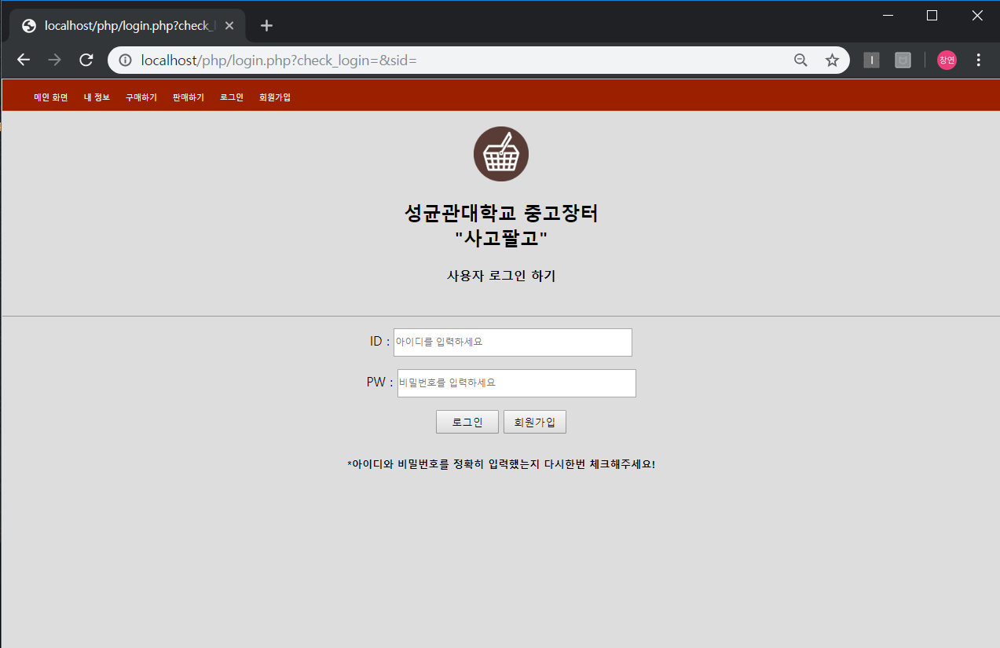 localhost/php/login.php?check_l
localhost/php/login.php?check_login=&sid=
I
창연
메인 화면 내 정보 구매하기 판매하기 로그인 회원가입
성균관대학교 중고장터
"사고팔고"
사용자 로그인 하기
ID : 아이디를 입력하세요
PW : 비밀번호를 입력하세요
로그인 회원가입
*아이디와 비밀번호를 정확히 입력했는지 다시한번 체크해주세요!